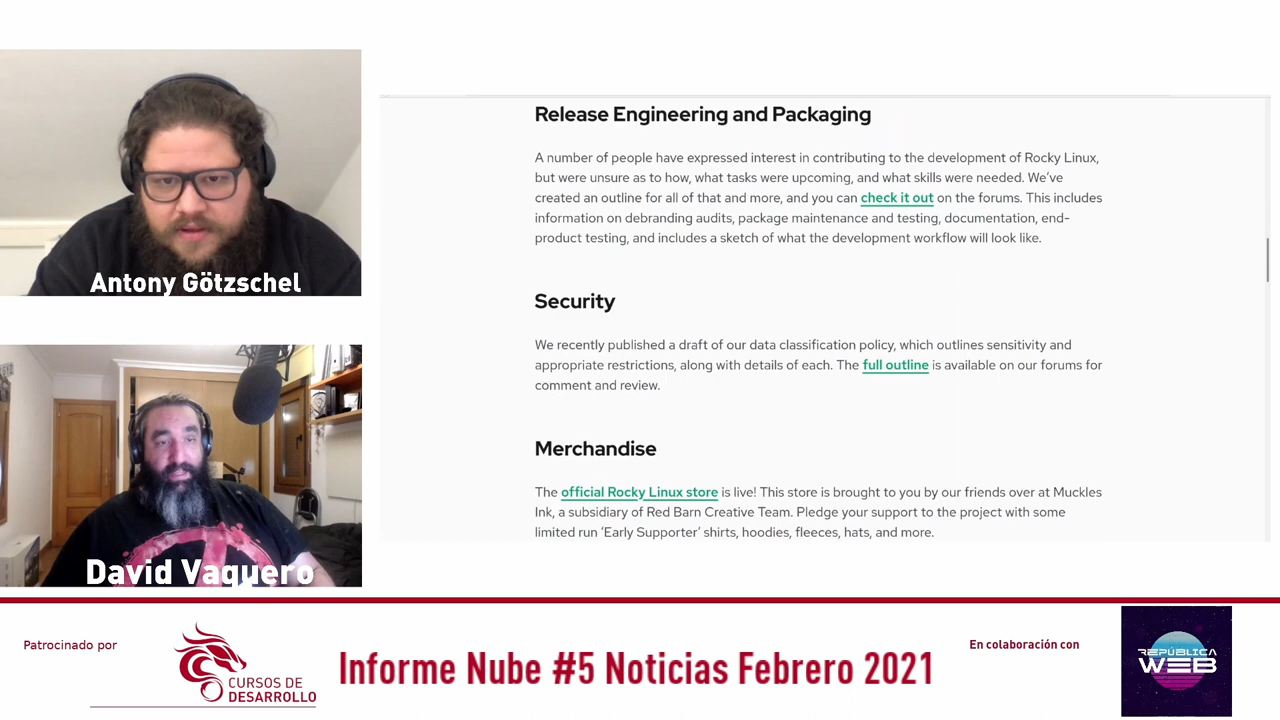 Antony Götzschel
David Vaquero
Release Engineering and Packaging
A number of people have expressed interest in contributing to the development of Rocky Linux,
but were unsure as to how, what tasks were upcoming, and what skills were needed. We've
created an outline for all of that and more, and you can check it out on the forums. This includes
information on debranding audits, package maintenance and testing, documentation, end-
product testing, and includes a sketch of what the development workflow will look like.
Security
We recently published a draft of our data classification policy, which outlines sensitivity and
appropriate restrictions, along with details of each. The full outline is available on our forums for
comment and review.
Merchandise
The official Rocky Linux store is live! This store is brought to you by our friends over at Muckles
Ink, a subsidiary of Red Barn Creative Team. Pledge your support to the project with some
limited run 'Early Supporter' shirts, hoodies, fleeces, hats, and more.
Patrocinado por
CURSOS DE
DESARROLLO
Informe Nube #5 Noticias Febrero 2021
En colaboración con
REPÚBLICA
WEB